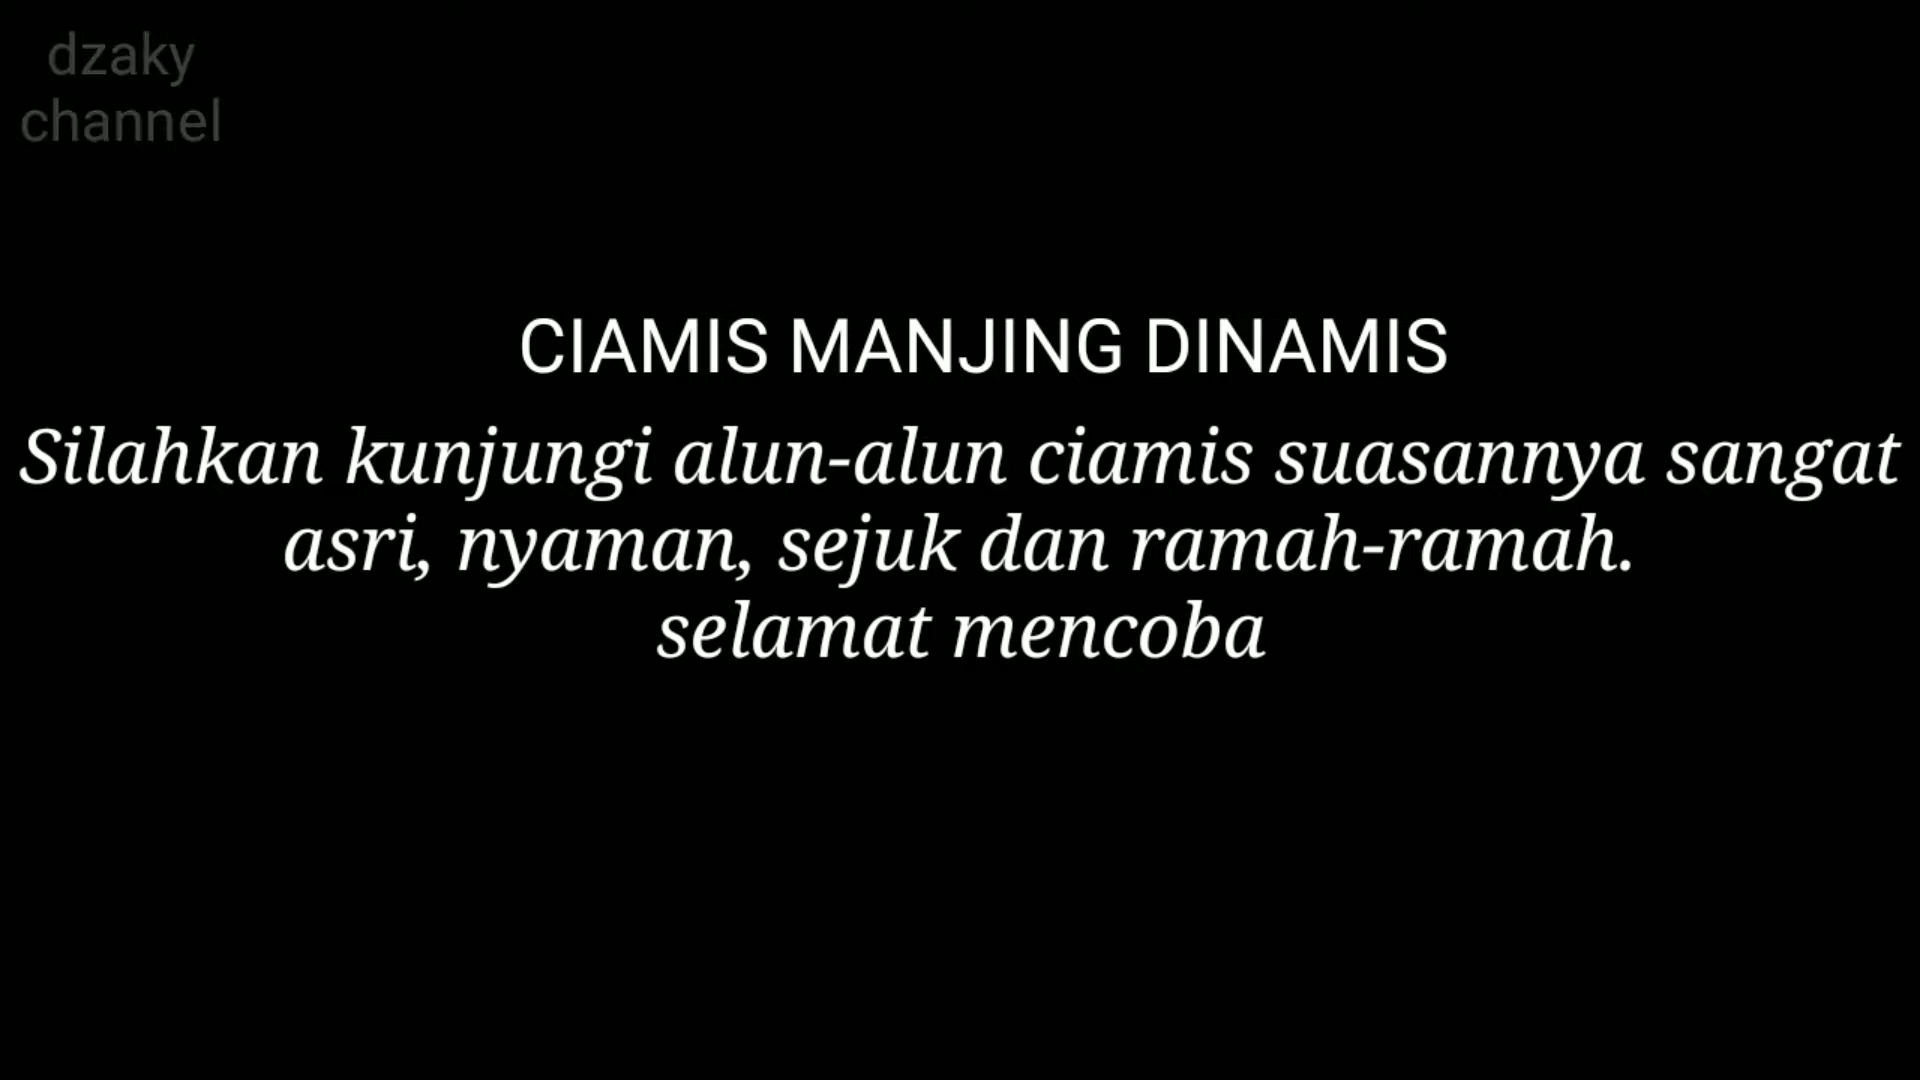 dzaky
channel
CIAMIS MANJING DINAMIS
Silahkan kunjungi alun-alun ciamis suasannya sangat
asri, nyaman, sejuk dan ramah-ramah.
selamat mencoba